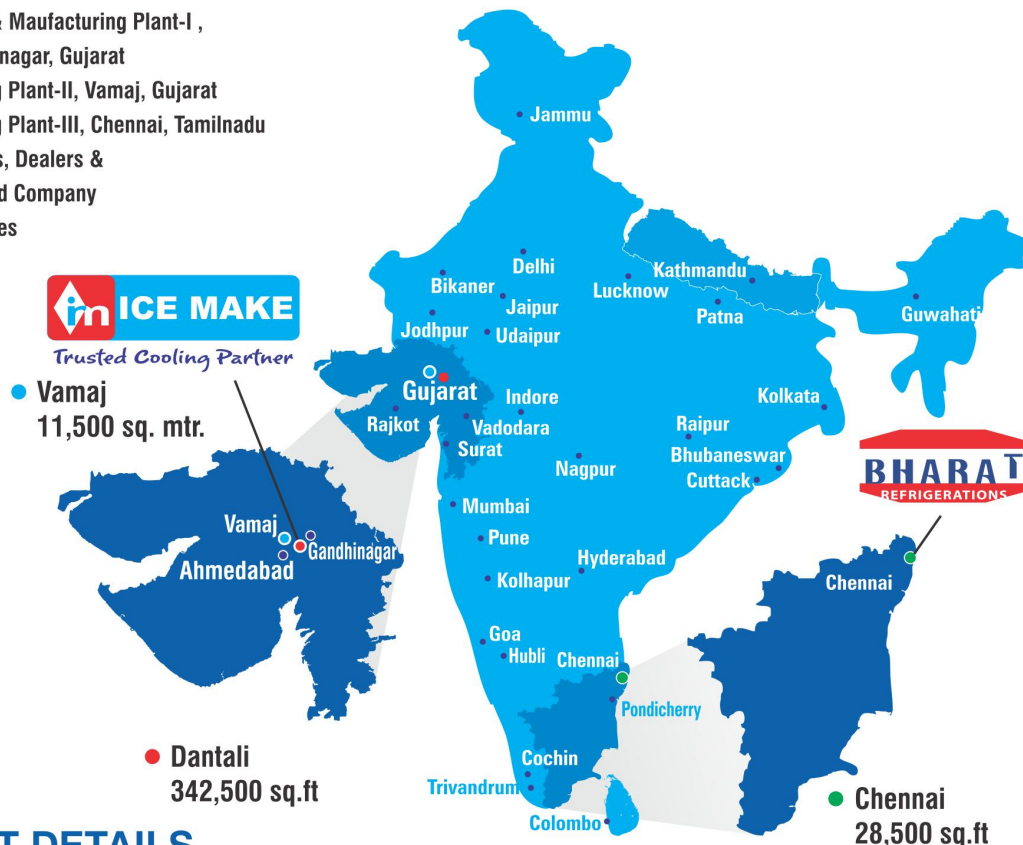 & Maufacturing Plant-I ,
nagar, Gujarat
g Plant-II, Vamaj, Gujarat
g Plant-III, Chennai, Tamilnadu
s, Dealers &
d Company
es
im ICE MAKE
Trusted Cooling Partner
Vamaj
11,500 sq. mtr.
Jammu
Delhi
Bikaner
Jaipur
Jodhpur
Udaipur
Lucknow
Kathmandu
Patna
Guwahati
Gujarat
Rajkot
Vadodara
Surat
Indore
Kolkata
Raipur
Bhubaneswar
Cuttack
Nagpur
Mumbai
Pune
Kolhapur
Hyderabad
Goa
Hubli
Chennai
Pondicherry
Cochin
Trivandrum
Colombo
Vamaj
Gandhinagar
Ahmedabad
Dantali
342,500 sq.ft
BHARAT
REFRIGERATIONS
Chennai
Chennai
28,500 sq.ft
T DETAILS